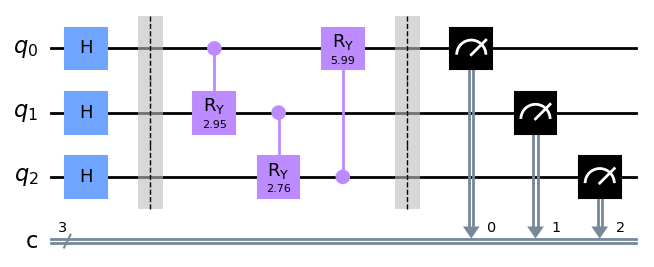 q0 H RY 5.99
q1 H RY 2.95
q2 H RY 2.76
c 3 0 1 2